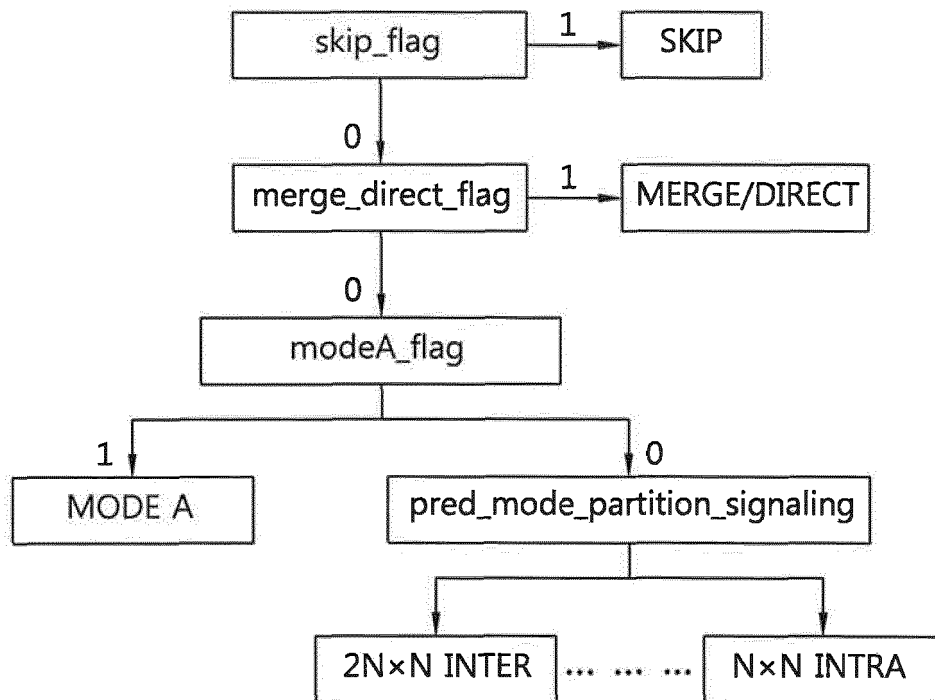 skip_flag 1 SKIP
0
merge_direct_flag 1 MERGE/DIRECT
0
modeA_flag
1 0
MODE A pred_mode_partition_signaling
2N×N INTER ... ... ... N×N INTRA